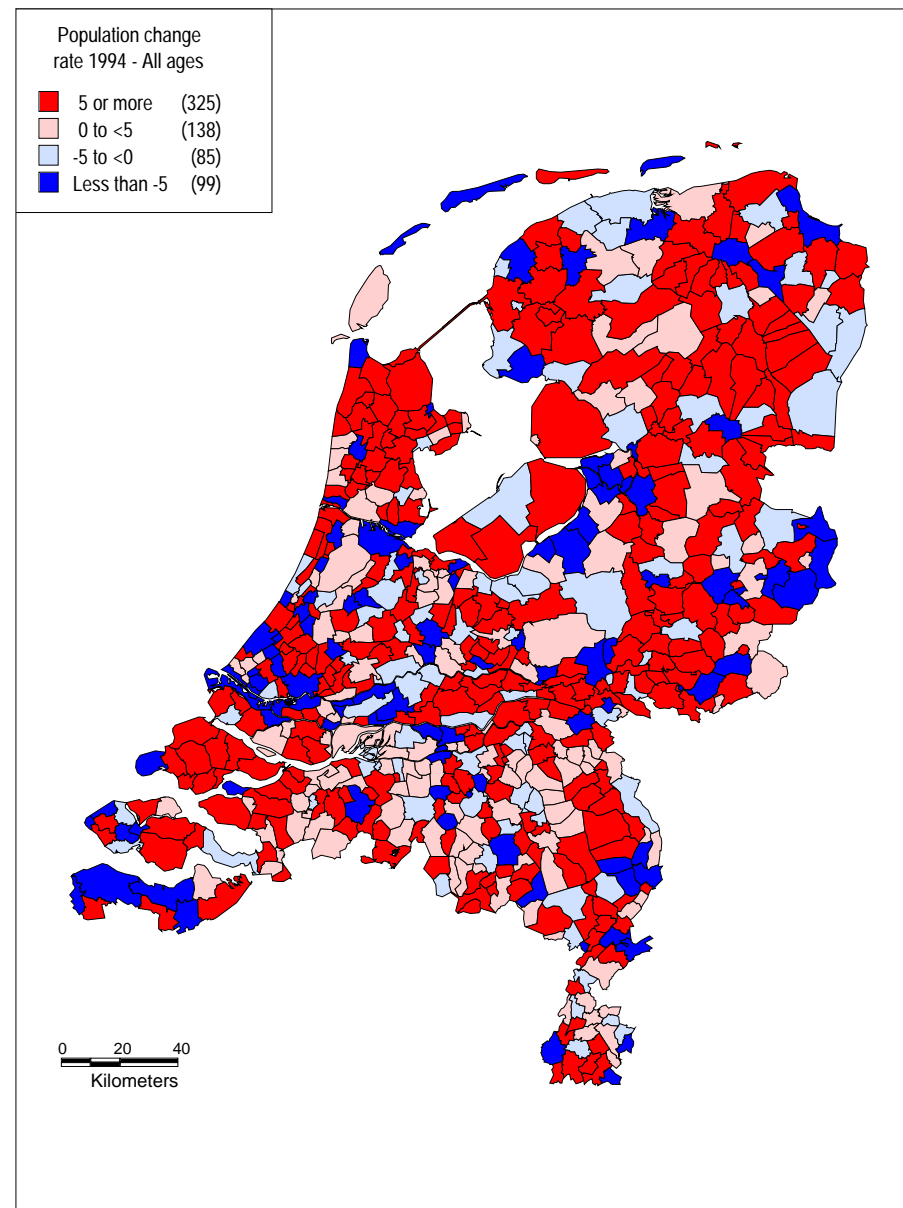 Population change
rate 1994 - All ages
5 or more (325)
0 to <5 (138)
-5 to <0 (85)
Less than -5 (99)
0 20 40
Kilometers